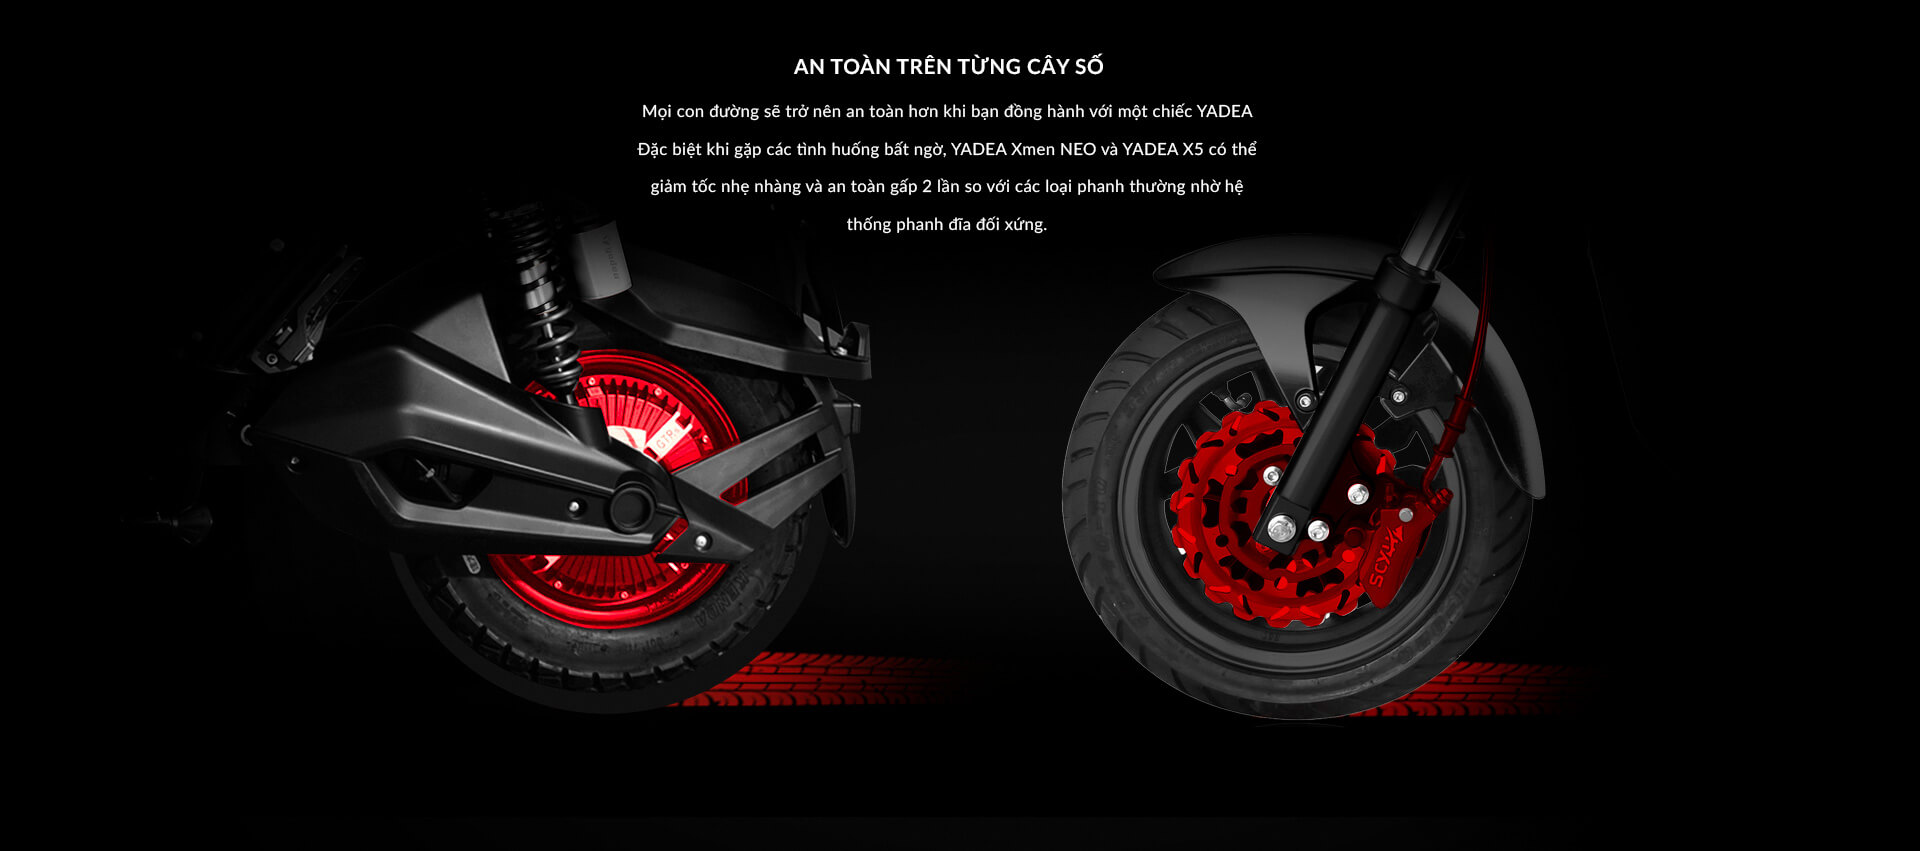 AN TOÀN TRÊN TỪNG CÂY SỐ
Mọi con đường sẽ trở nên an toàn hơn khi bạn đồng hành với một chiếc YADEA
Đặc biệt khi gặp các tình huống bất ngờ, YADEA Xmen NEO và YADEA X5 có thể
giảm tốc nhẹ nhàng và an toàn gấp 2 lần so với các loại phanh thường nhờ hệ
thống phanh đĩa đối xứng.
GTR
KENDA